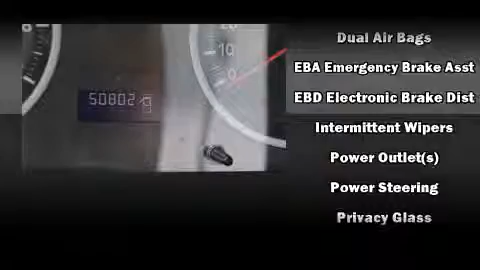 20
10
0
50802
Dual Air Bags
EBA Emergency Brake Asst
EBD Electronic Brake Dist
Intermittent Wipers
Power Outlet(s)
Power Steering
Privacy Glass